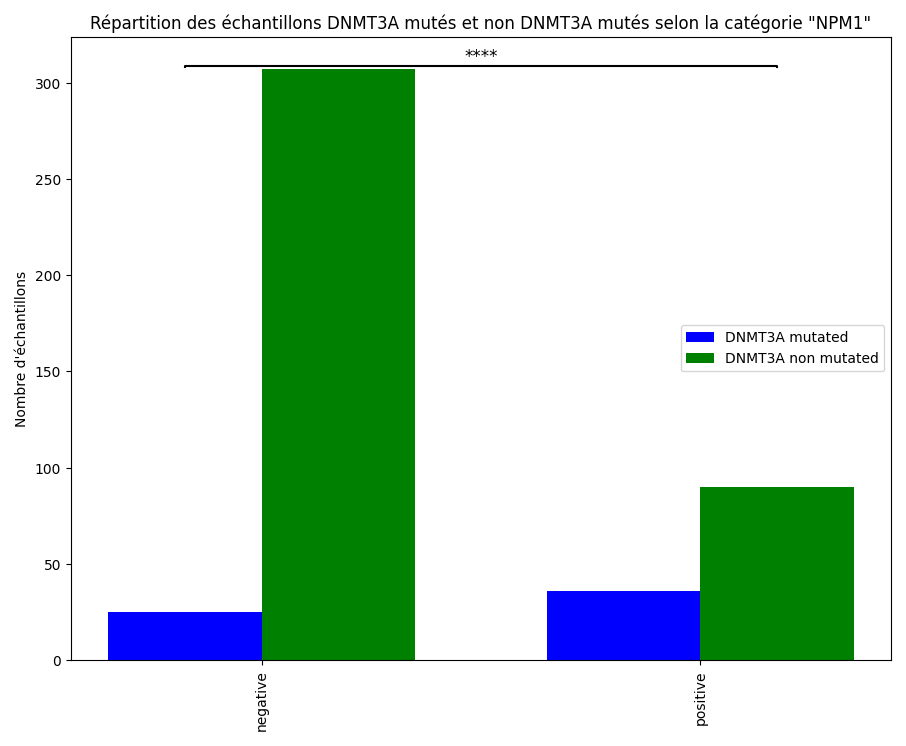 Répartition des échantillons DNMT3A mutés et non DNMT3A mutés selon la catégorie "NPM1"
****
300
250
200
150
100
50
0
Nombre d'échantillons
DNMT3A mutated
DNMT3A non mutated
negative
positive